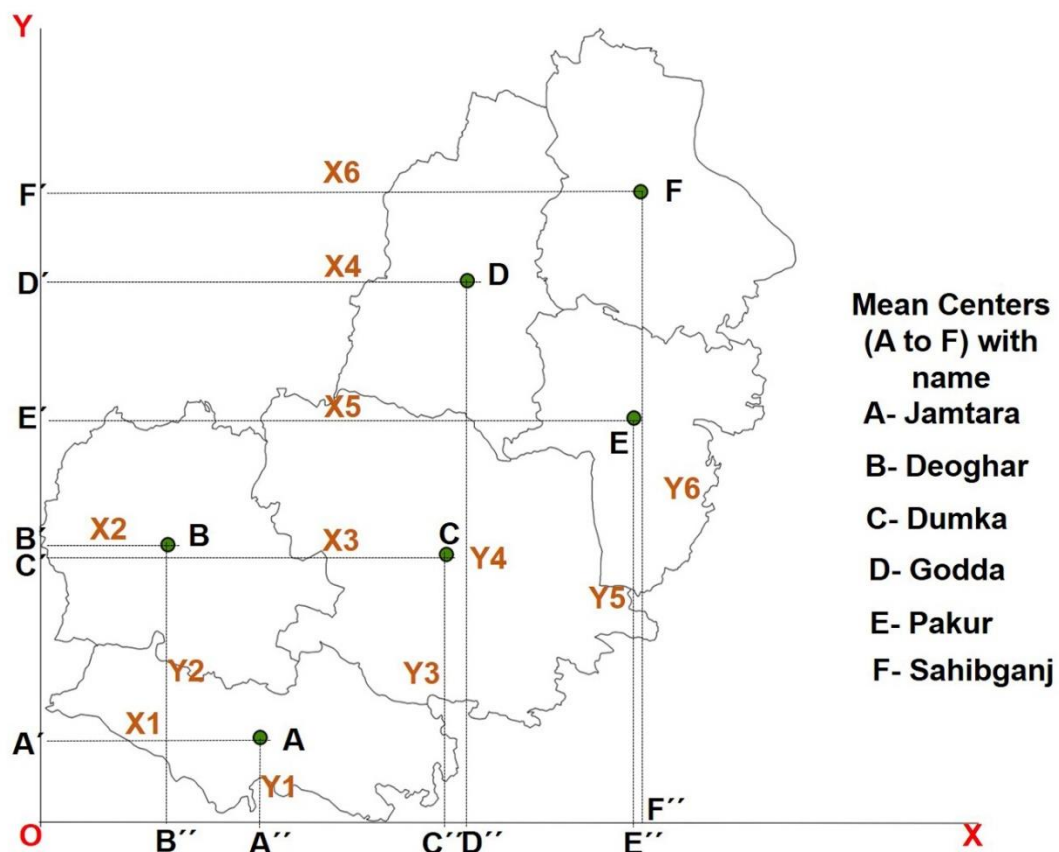 Y
X6
F´
F
X4
D´
D
Mean Centers
(A to F) with
name
A- Jamtara
B- Deoghar
C- Dumka
D- Godda
E- Pakur
F- Sahibganj
X5
E´
E
Y6
X2
B
B´
X3
C
C´
Y4
Y5
Y2
Y3
X1
A´
A
Y1
F´´
O
X
B´´
A´´
C´´
D´´
E´´